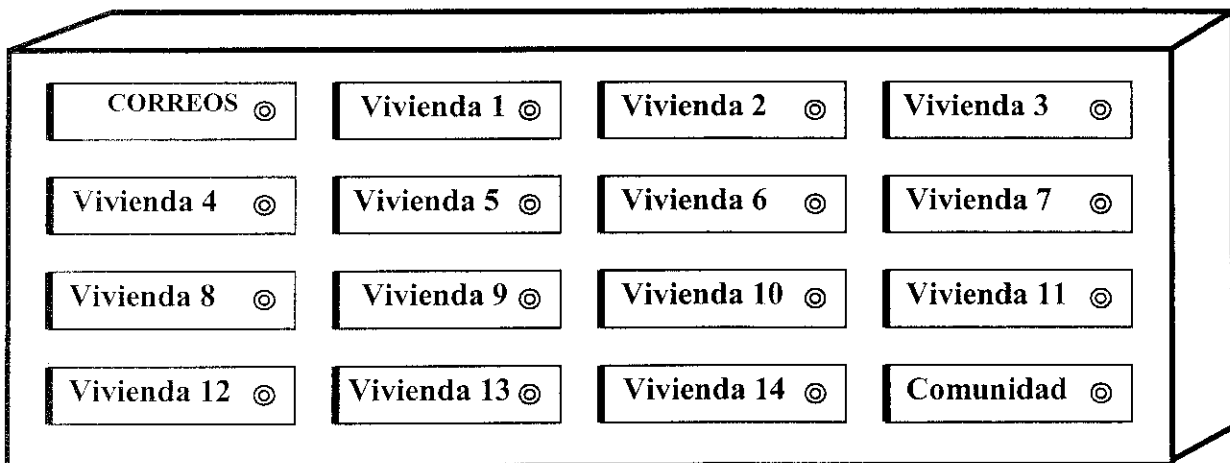 CORREOS Vivienda 1 Vivienda 2 Vivienda 3
Vivienda 4 Vivienda 5 Vivienda 6 Vivienda 7
Vivienda 8 Vivienda 9 Vivienda 10 Vivienda 11
Vivienda 12 Vivienda 13 Vivienda 14 Comunidad